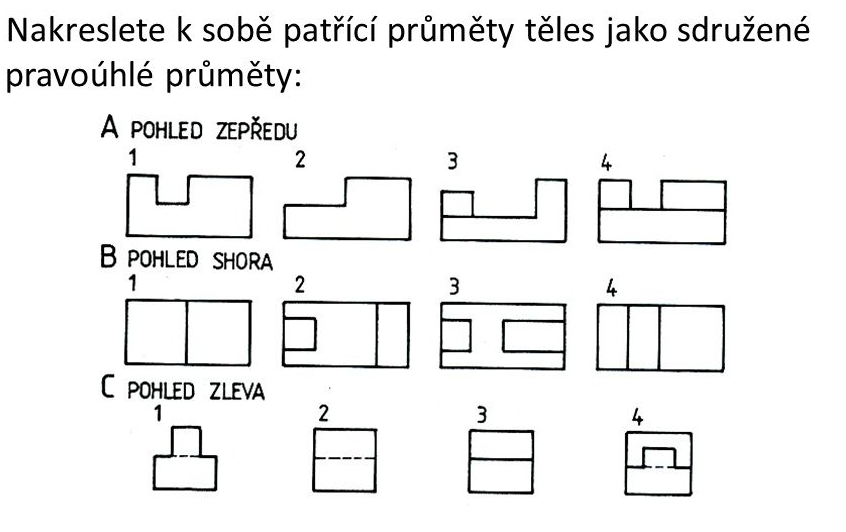 Nakreslete k sobě patřící průměty těles jako sdružené
pravoúhlé průměty:
A POHLED ZEPŘEDU
1 2 3 4
B POHLED SHORA
1 2 3 4
C POHLED ZLEVA
1 2 3 4